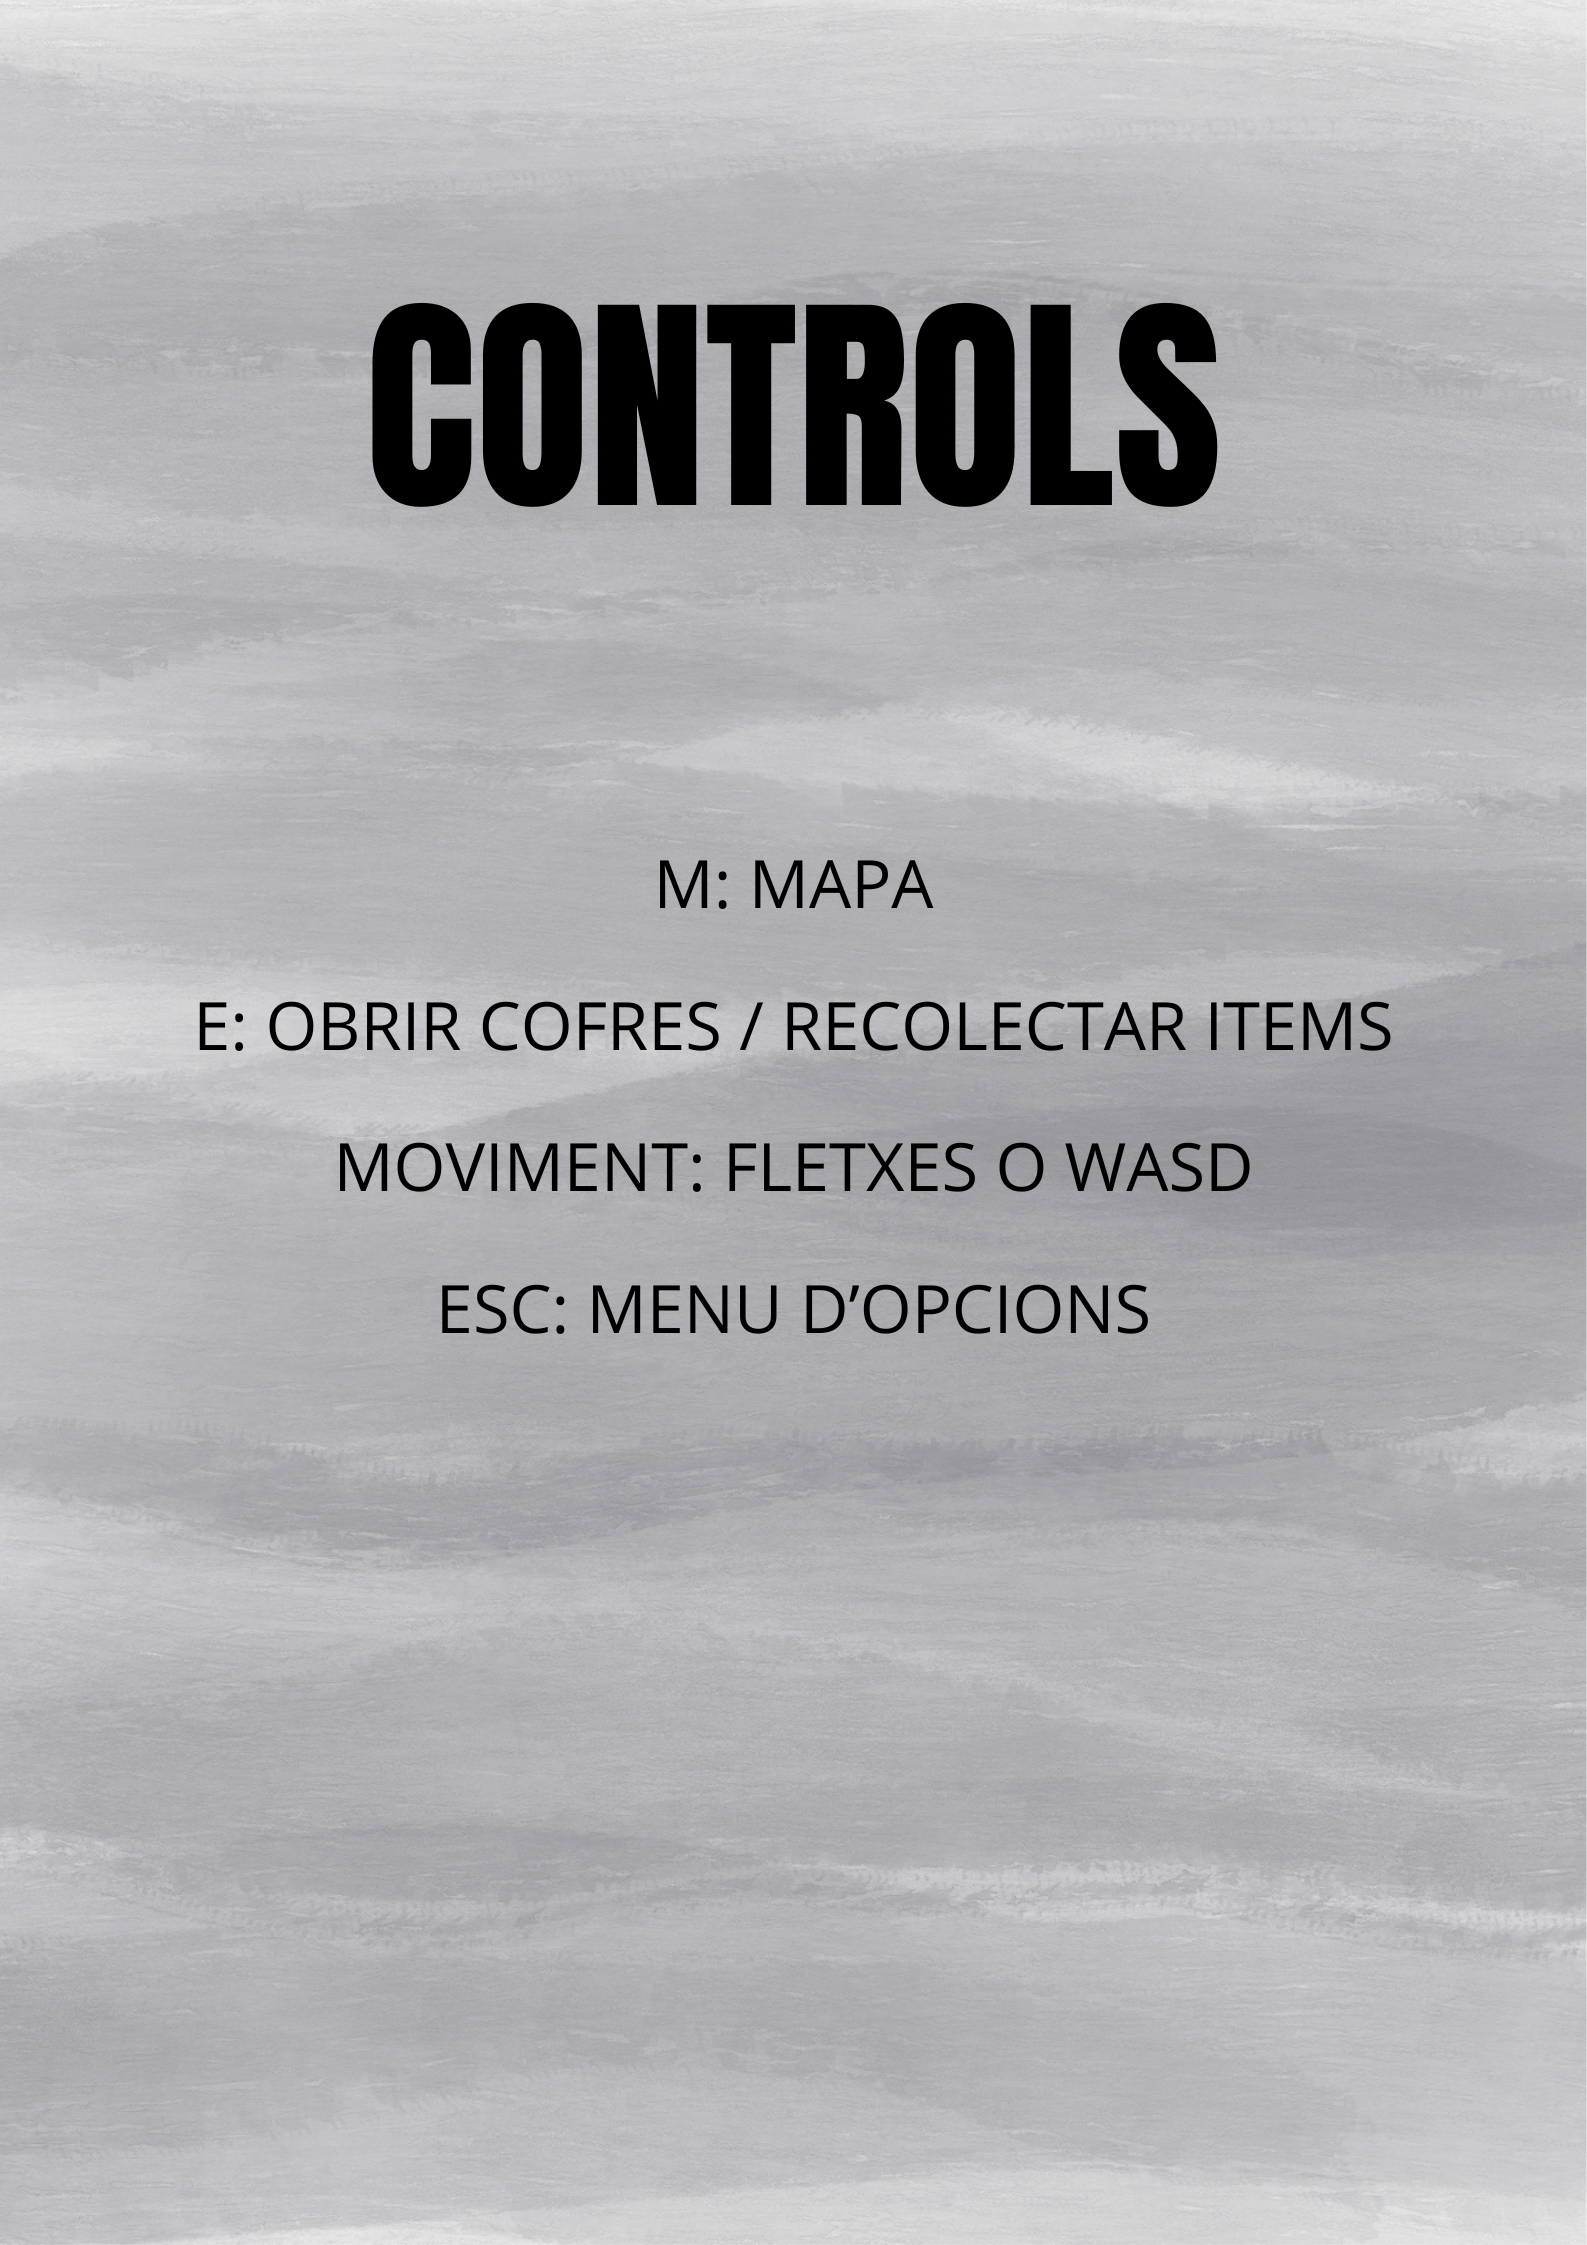 CONTROLS
M: MAPA
E: OBRIR COFRES / RECOLECTAR ITEMS
MOVIMENT: FLETXES O WASD
ESC: MENU D’OPCIONS